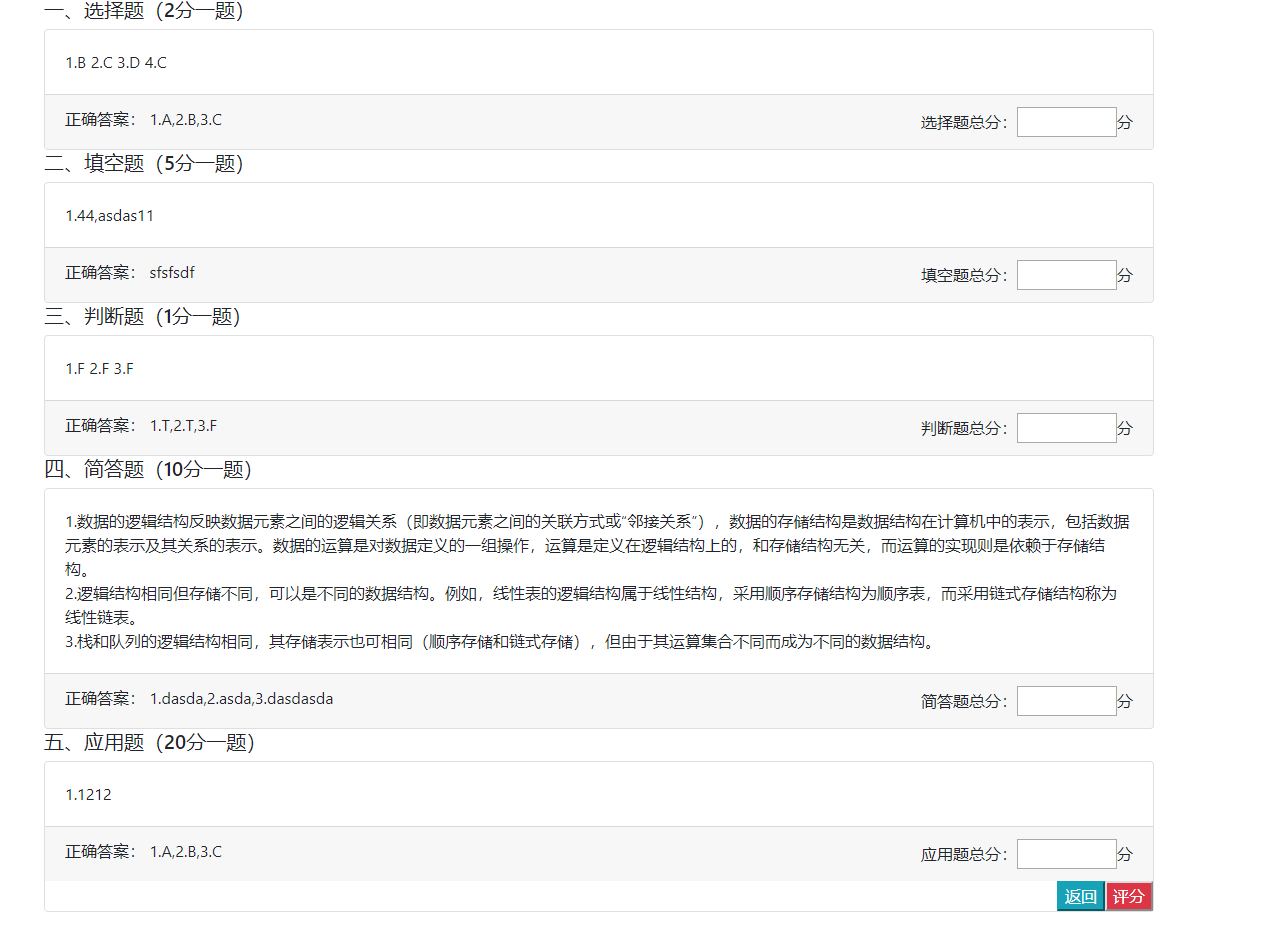 一、选择题（2分一题）
1.B 2.C 3.D 4.C
正确答案： 1.A,2.B,3.C
选择题总分： 分
二、填空题（5分一题）
1.44,asdas11
正确答案： sfsfsdf
填空题总分： 分
三、判断题（1分一题）
1.F 2.F 3.F
正确答案： 1.T,2.T,3.F
判断题总分： 分
四、简答题（10分一题）
1.数据的逻辑结构反映数据元素之间的逻辑关系（即数据元素之间的关联方式或“邻接关系”），数据的存储结构是数据结构在计算机中的表示，包括数据
元素的表示及其关系的表示。数据的运算是对数据定义的一组操作，运算是定义在逻辑结构上的，和存储结构无关，而运算的实现则是依赖于存储结
构。
2.逻辑结构相同但存储不同，可以是不同的数据结构。例如，线性表的逻辑结构属于线性结构，采用顺序存储结构为顺序表，而采用链式存储结构称为
线性链表。
3.栈和队列的逻辑结构相同，其存储表示也可相同（顺序存储和链式存储），但由于其运算集合不同而成为不同的数据结构。
正确答案： 1.dasda,2.asda,3.dasdasda
简答题总分： 分
五、应用题（20分一题）
1.1212
正确答案： 1.A,2.B,3.C
应用题总分： 分
返回 评分